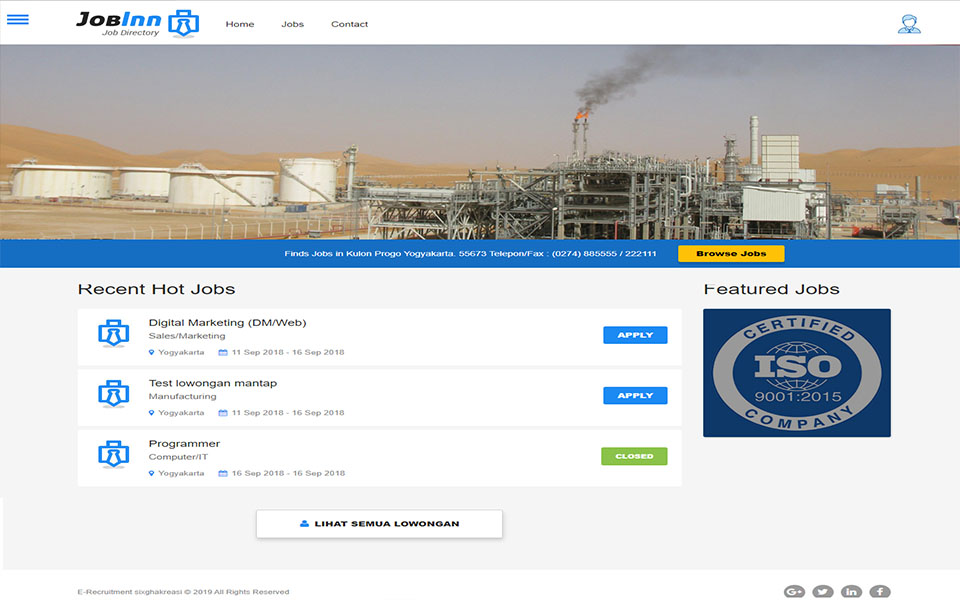 JobInn
Job Directory
Home
Jobs
Contact
Finds Jobs in Kulon Progo Yogyakarta. 55673 Telepon/Fax : (0274) 885555 / 222111
Browse Jobs
Recent Hot Jobs
Featured Jobs
Digital Marketing (DM/Web)
Sales/Marketing
Yogyakarta
11 Sep 2018 - 16 Sep 2018
APPLY
Test lowongan mantap
Manufacturing
Yogyakarta
11 Sep 2018 - 16 Sep 2018
APPLY
Programmer
Computer/IT
Yogyakarta
16 Sep 2018 - 16 Sep 2018
CLOSED
CERTIFIED
ISO
9001:2015
COMPANY
LIHAT SEMUA LOWONGAN
E-Recruitment sixghakreasi © 2019 All Rights Reserved
G+
in
f